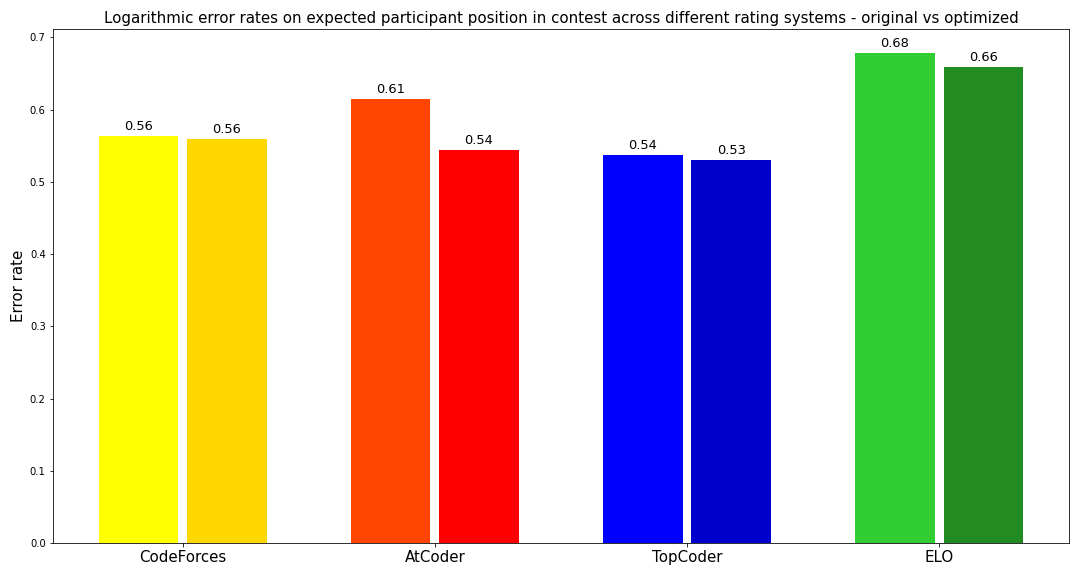 Logarithmic error rates on expected participant position in contest across different rating systems - original vs optimized
Error rate
0.7
0.6
0.5
0.4
0.3
0.2
0.1
0.0
0.56
0.56
0.61
0.54
0.54
0.53
0.68
0.66
CodeForces
AtCoder
TopCoder
ELO